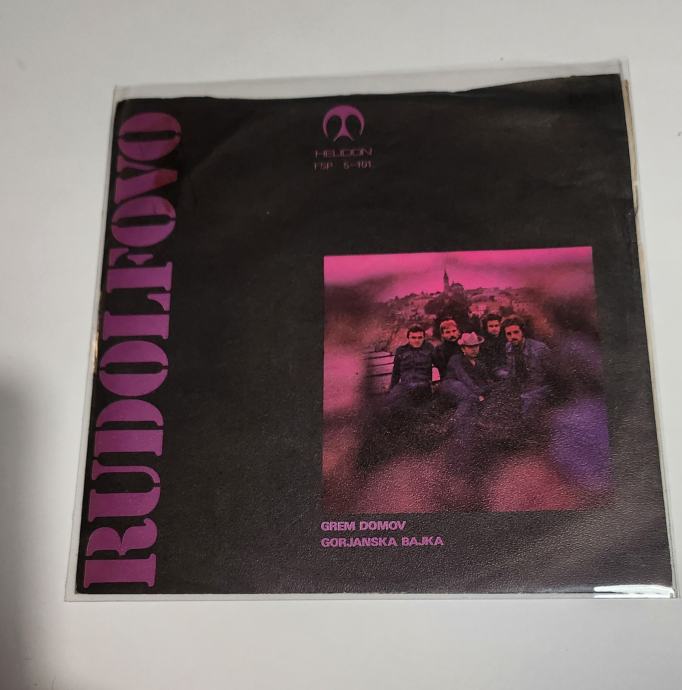 RUDOLFOVO
HELIDON
FSP 5-101
GREM DOMOV
GORJANSKA BAJKA